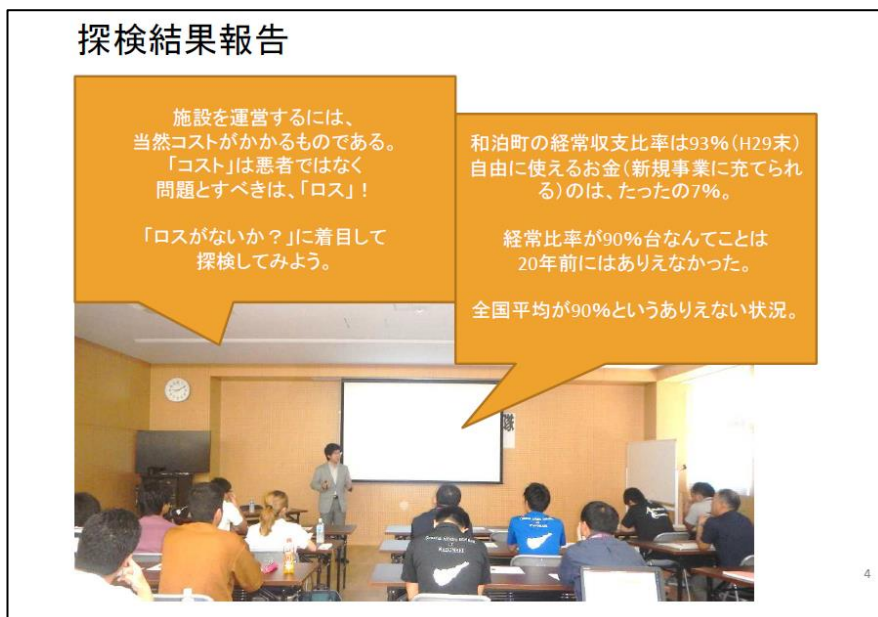 探検結果報告
施設を運営するには、
当然コストがかかるものである。
「コスト」は悪者ではなく
問題とすべきは、「ロス」！
「ロスがないか？」に着目して
探検してみよう。
和泊町の経常収支比率は93%（H29末）
自由に使えるお金（新規事業に充てられ
る）のは、たったの7%。
経常比率が90%台なんてことは
20年前にはありえなかった。
全国平均が90%というありえない状況。
隊
4